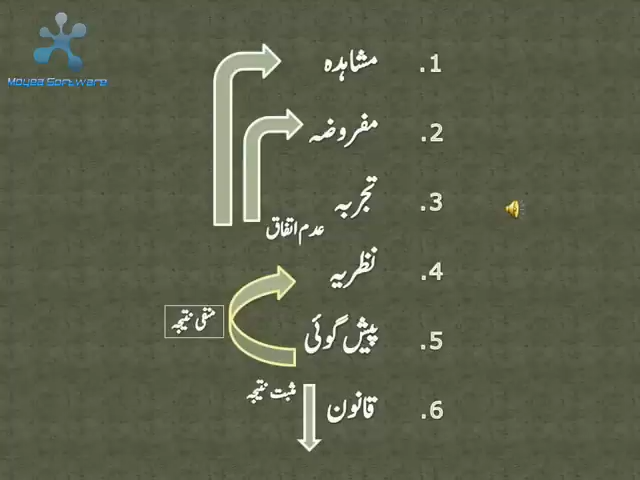 Moyea Software
1. مشاہدہ
2. مفروضہ
3. تجربہ
عدم اتفاق
4. نظریہ
منفی نتیجہ
5. پیش گوئی
مثبت نتیجہ
6. قانون